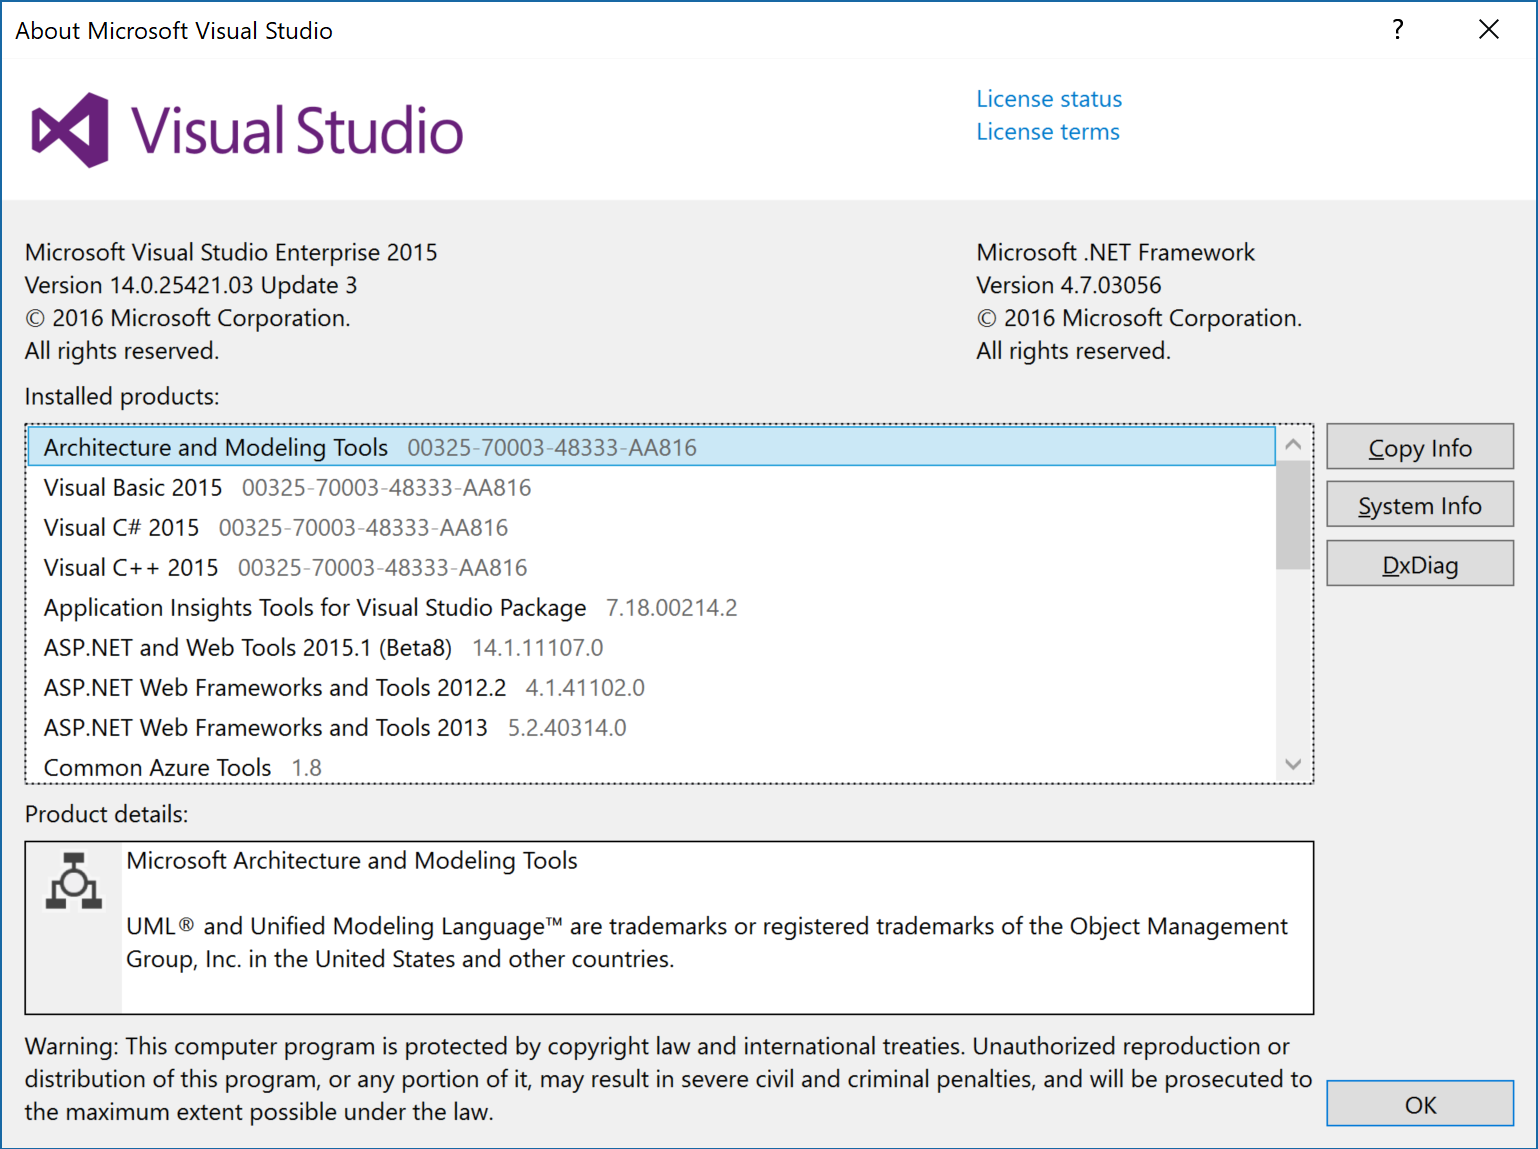 About Microsoft Visual Studio
?
Visual Studio
License status
License terms
Microsoft Visual Studio Enterprise 2015
Version 14.0.25421.03 Update 3
© 2016 Microsoft Corporation.
All rights reserved.
Microsoft .NET Framework
Version 4.7.03056
© 2016 Microsoft Corporation.
All rights reserved.
Installed products:
Architecture and Modeling Tools 00325-70003-48333-AA816
Visual Basic 2015 00325-70003-48333-AA816
Visual C# 2015 00325-70003-48333-AA816
Visual C++ 2015 00325-70003-48333-AA816
Application Insights Tools for Visual Studio Package 7.18.00214.2
ASP.NET and Web Tools 2015.1 (Beta8) 14.1.11107.0
ASP.NET Web Frameworks and Tools 2012.2 4.1.41102.0
ASP.NET Web Frameworks and Tools 2013 5.2.40314.0
Common Azure Tools 1.8
Copy Info
System Info
DxDiag
Product details:
Microsoft Architecture and Modeling Tools
UML® and Unified Modeling Language™ are trademarks or registered trademarks of the Object Management
Group, Inc. in the United States and other countries.
Warning: This computer program is protected by copyright law and international treaties. Unauthorized reproduction or
distribution of this program, or any portion of it, may result in severe civil and criminal penalties, and will be prosecuted to
the maximum extent possible under the law.
OK